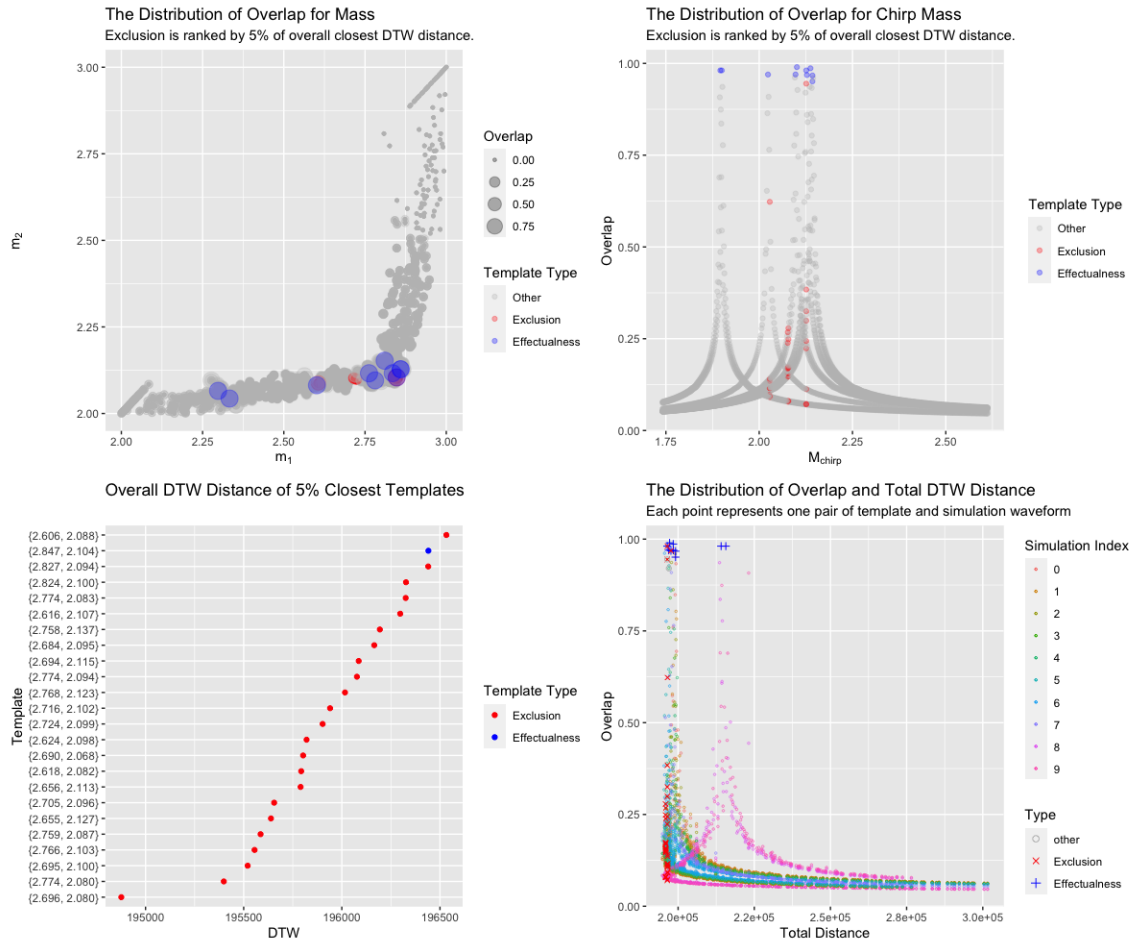 The Distribution of Overlap for Mass
Exclusion is ranked by 5% of overall closest DTW distance.
3.00
2.75
2.50
2.25
2.00
m2
2.00
2.25
2.50
2.75
3.00
m1
Overlap
0.00
0.25
0.50
0.75
Template Type
Other
Exclusion
Effectualness
The Distribution of Overlap for Chirp Mass
Exclusion is ranked by 5% of overall closest DTW distance.
1.00
0.75
0.50
0.25
0.00
Overlap
1.75
2.00
2.25
2.50
Mchirp
Template Type
Other
Exclusion
Effectualness
Overall DTW Distance of 5% Closest Templates
{2.606, 2.088}
{2.847, 2.104}
{2.827, 2.094}
{2.824, 2.100}
{2.774, 2.083}
{2.616, 2.107}
{2.758, 2.137}
{2.684, 2.095}
{2.694, 2.115}
{2.774, 2.094}
{2.768, 2.123}
{2.716, 2.102}
{2.724, 2.099}
{2.624, 2.098}
{2.690, 2.068}
{2.618, 2.082}
{2.656, 2.113}
{2.705, 2.096}
{2.655, 2.127}
{2.759, 2.087}
{2.766, 2.103}
{2.695, 2.100}
{2.774, 2.080}
{2.696, 2.080}
Template
195000
195500
196000
196500
DTW
Template Type
Exclusion
Effectualness
The Distribution of Overlap and Total DTW Distance
Each point represents one pair of template and simulation waveform
1.00
0.75
0.50
0.25
0.00
Overlap
2.0e+05
2.2e+05
2.5e+05
2.8e+05
3.0e+05
Total Distance
Simulation Index
0
1
2
3
4
5
6
7
8
9
Type
other
Exclusion
Effectualness